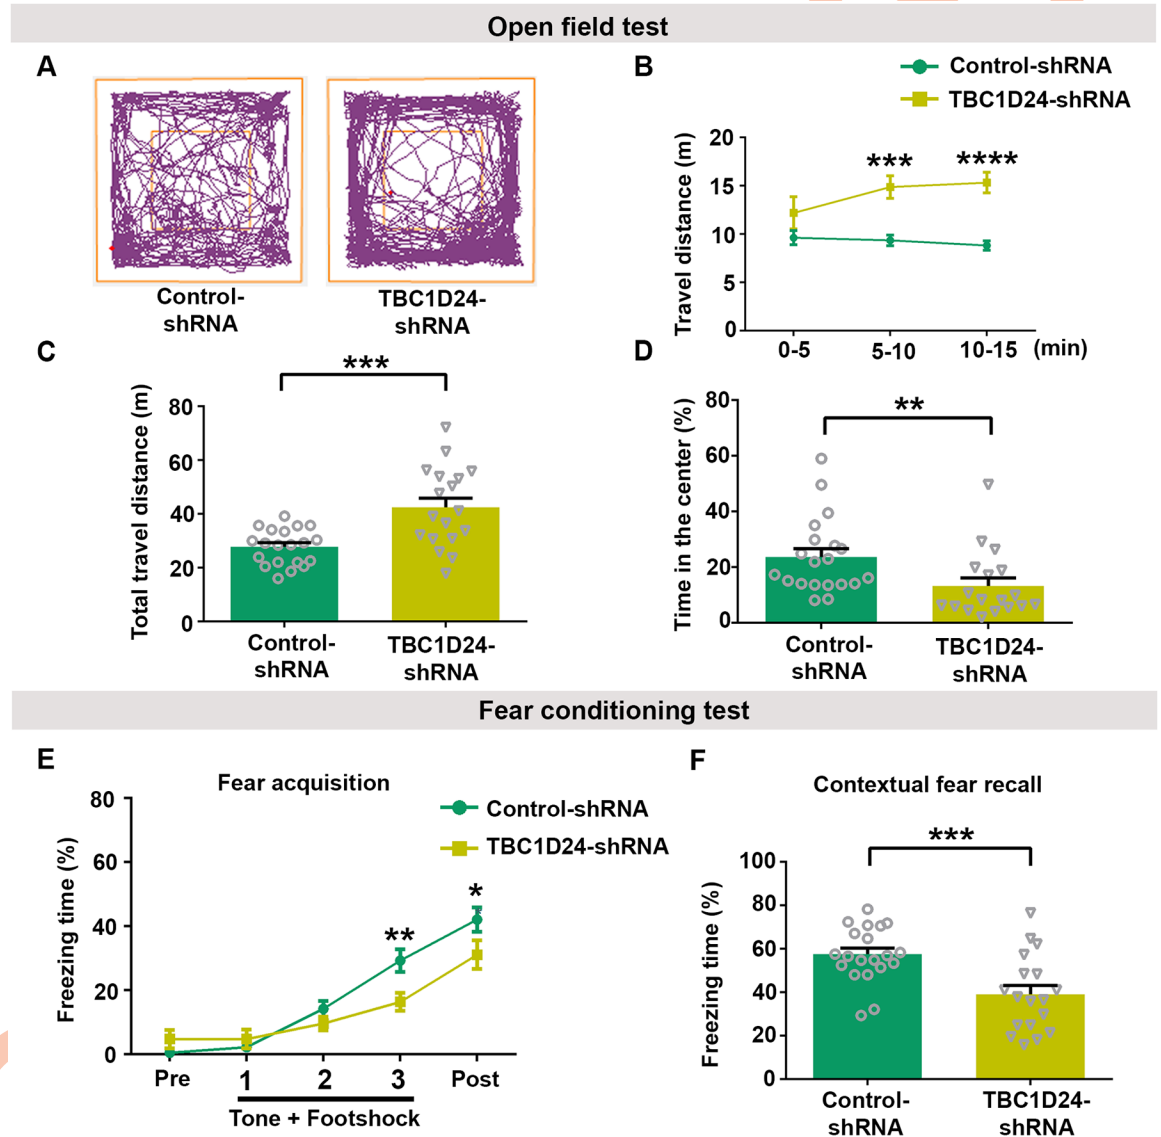 Open field test
A
Control-
shRNA
TBC1D24-
shRNA
B
Control-shRNA
TBC1D24-shRNA
Travel distance (m)
20
15
10
5
0
***
****
0-5
5-10
10-15
(min)
C
***
Total travel distance (m)
80
60
40
20
0
Control-
shRNA
TBC1D24-
shRNA
D
**
Time in the center (%)
80
60
40
20
0
Control-
shRNA
TBC1D24-
shRNA
Fear conditioning test
E
Fear acquisition
Control-shRNA
TBC1D24-shRNA
Freezing time (%)
80
60
40
20
0
**
*
Pre
1
2
3
Post
Tone + Footshock
F
Contextual fear recall
***
Freezing time (%)
100
80
60
40
20
0
Control-
shRNA
TBC1D24-
shRNA